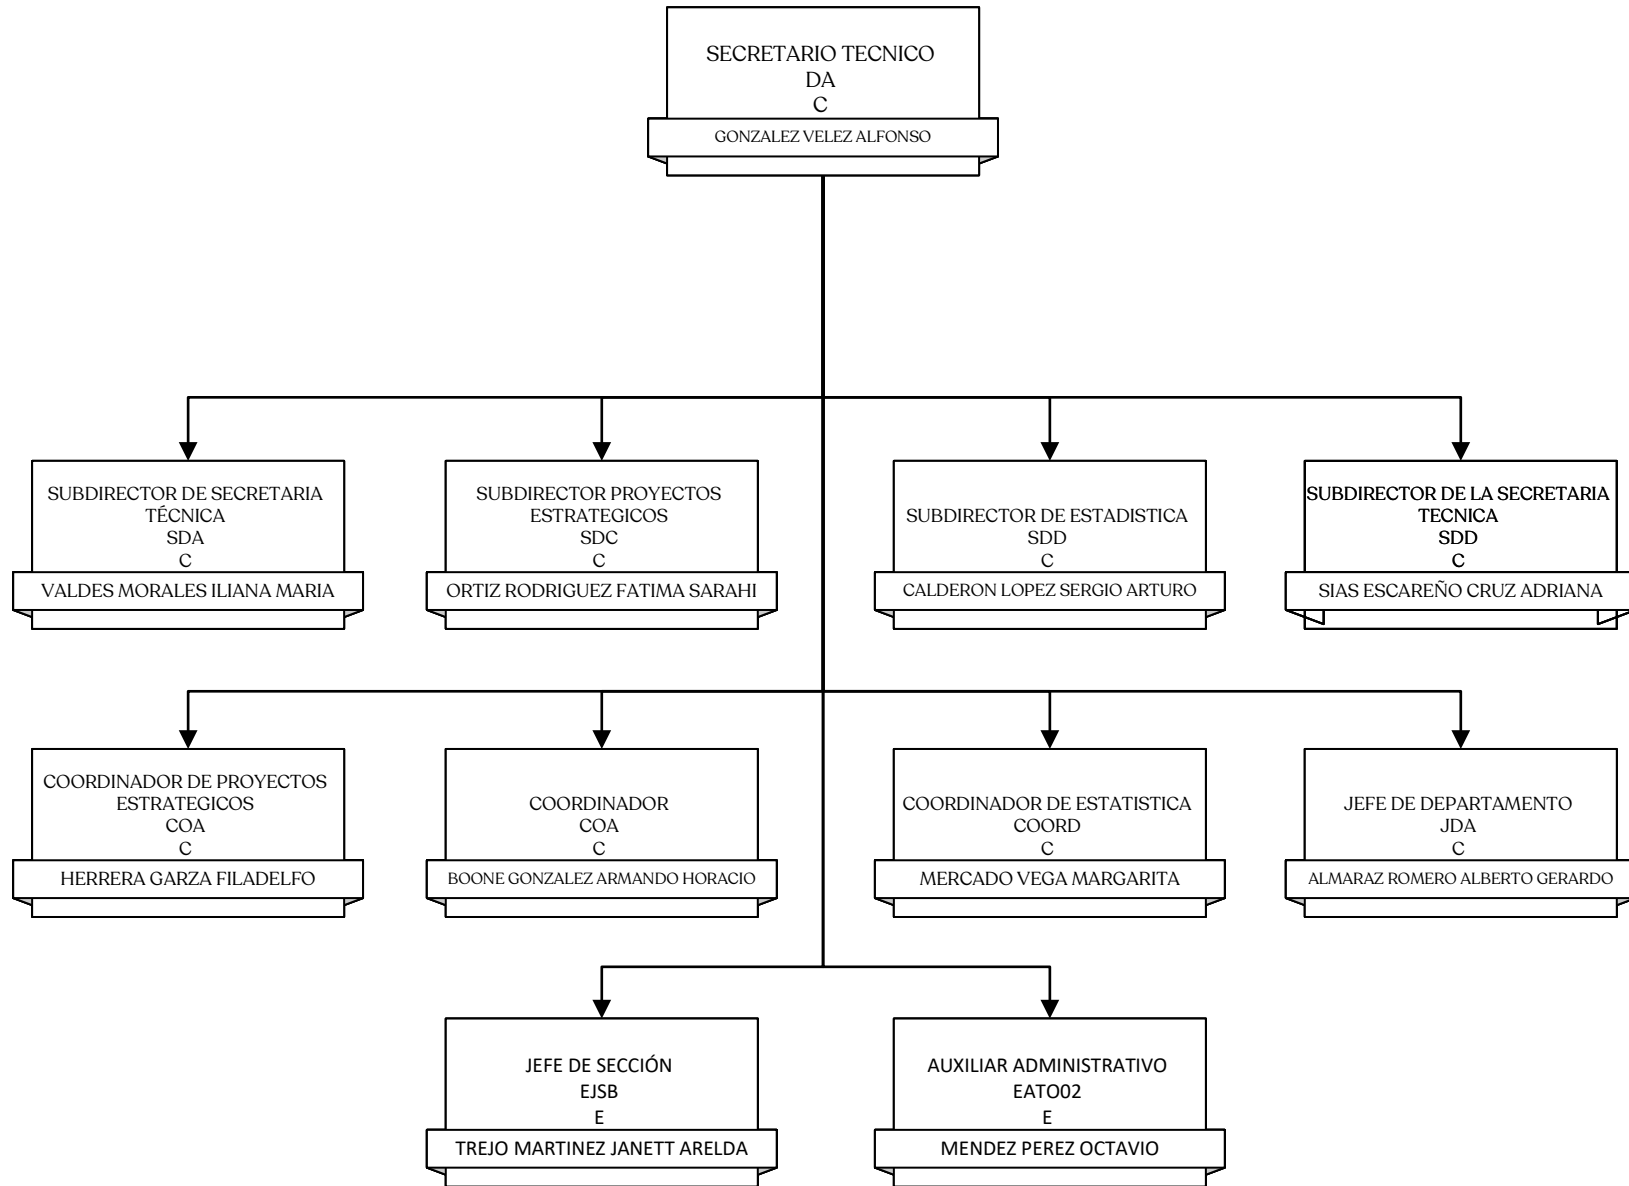 SECRETARIO TECNICO
DA
C
GONZALEZ VELEZ ALFONSO
SUBDIRECTOR DE SECRETARIA
TÉCNICA
SDA
C
VALDES MORALES ILIANA MARIA
SUBDIRECTOR PROYECTOS
ESTRATEGICOS
SDC
C
ORTIZ RODRIGUEZ FATIMA SARAHI
SUBDIRECTOR DE ESTADISTICA
SDD
C
CALDERON LOPEZ SERGIO ARTURO
SUBDIRECTOR DE LA SECRETARIA
TECNICA
SDD
C
SIAS ESCAREÑO CRUZ ADRIANA
COORDINADOR DE PROYECTOS
ESTRATEGICOS
COA
C
HERRERA GARZA FILADELFO
COORDINADOR
COA
C
BOONE GONZALEZ ARMANDO HORACIO
COORDINADOR DE ESTATISTICA
COORD
C
MERCADO VEGA MARGARITA
JEFE DE DEPARTAMENTO
JDA
C
ALMARAZ ROMERO ALBERTO GERARDO
JEFE DE SECCIÓN
EJSB
E
TREJO MARTINEZ JANETT ARELDA
AUXILIAR ADMINISTRATIVO
EATO02
E
MENDEZ PEREZ OCTAVIO